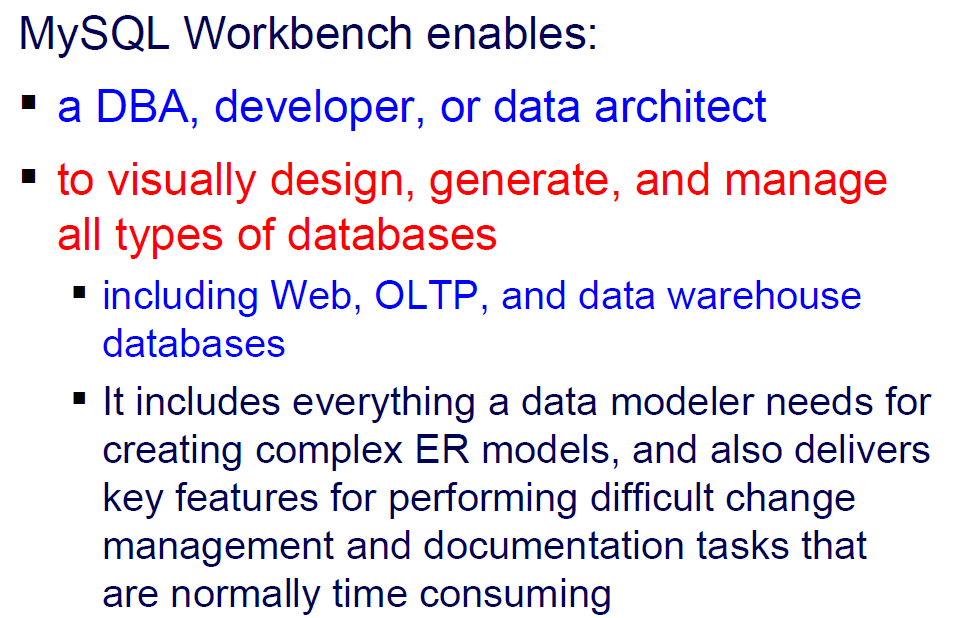 MySQL Workbench enables:
▪ a DBA, developer, or data architect
▪ to visually design, generate, and manage
all types of databases
▪ including Web, OLTP, and data warehouse
databases
▪ It includes everything a data modeler needs for
creating complex ER models, and also delivers
key features for performing difficult change
management and documentation tasks that
are normally time consuming